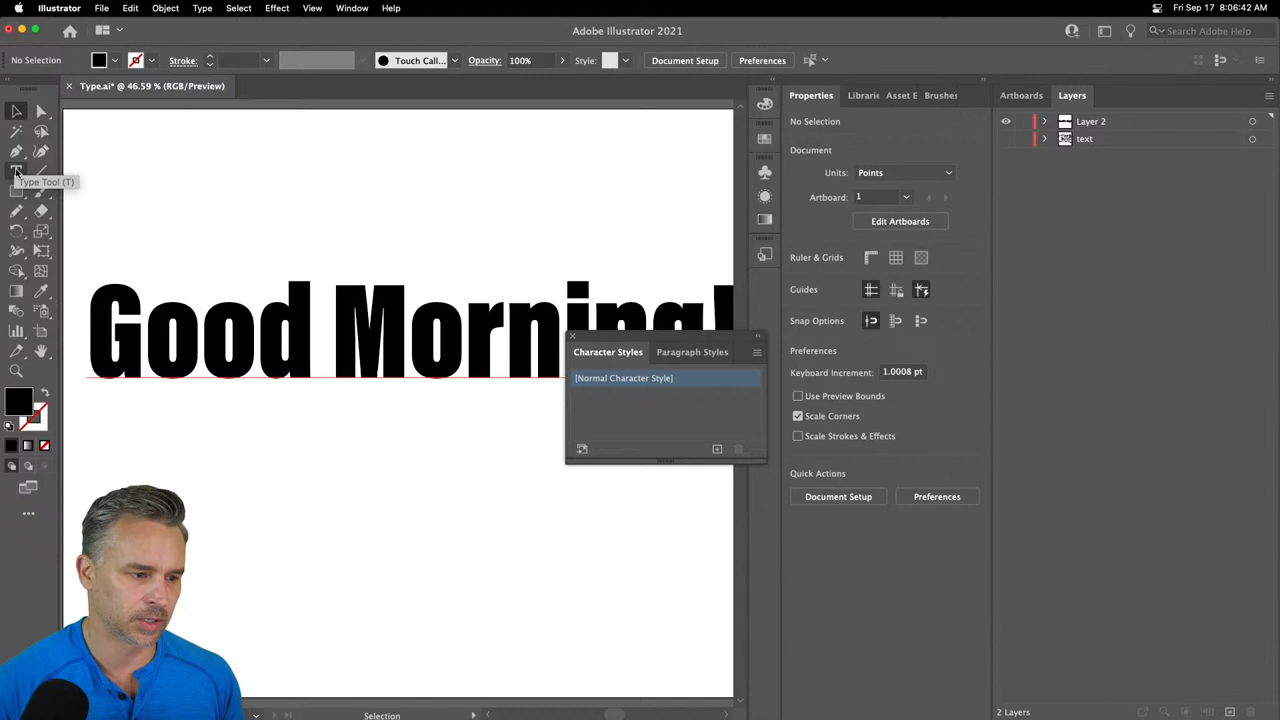 Illustrator File Edit Object Type Select Effect View Window Help Fri Sep 17 8:06:42 AM
Adobe Illustrator 2021 Search Adobe Help
No Selection Stroke: Touch Call... Opacity: 100% Style: Document Setup Preferences
Type.ai* @ 46.59 % (RGB/Preview)
Properties Librarie Asset E Brushes Artboards Layers
No Selection
Layer 2
text
Document
Units: Points
Type Tool (T)
Artboard: 1
Edit Artboards
Ruler & Grids
Guides
Good Morning!
Snap Options
Character Styles Paragraph Styles
Preferences
[Normal Character Style]
Keyboard Increment: 1.0008 pt
Use Preview Bounds
Scale Corners
Scale Strokes & Effects
Quick Actions
Document Setup Preferences
Selection
2 Layers